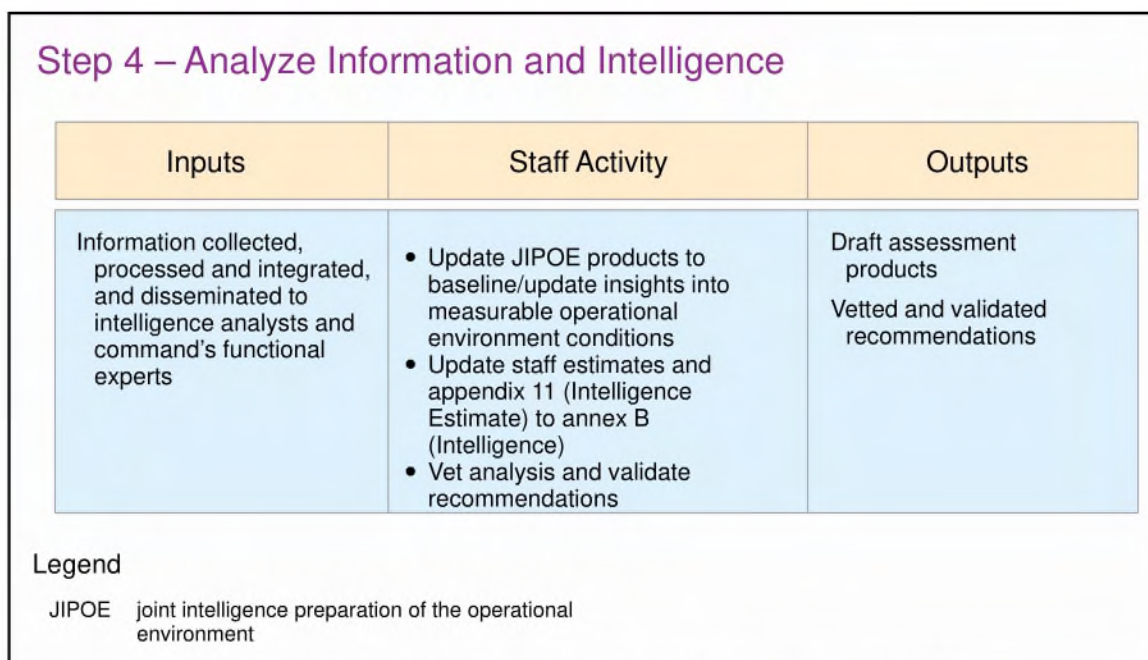 Step 4 – Analyze Information and Intelligence
Inputs
Staff Activity
Outputs
Information collected,
processed and integrated,
and disseminated to
intelligence analysts and
command's functional
experts
• Update JIPOE products to
baseline/update insights into
measurable operational
environment conditions
• Update staff estimates and
appendix 11 (Intelligence
Estimate) to annex B
(Intelligence)
• Vet analysis and validate
recommendations
Draft assessment
products
Vetted and validated
recommendations
Legend
JIPOE joint intelligence preparation of the operational
environment